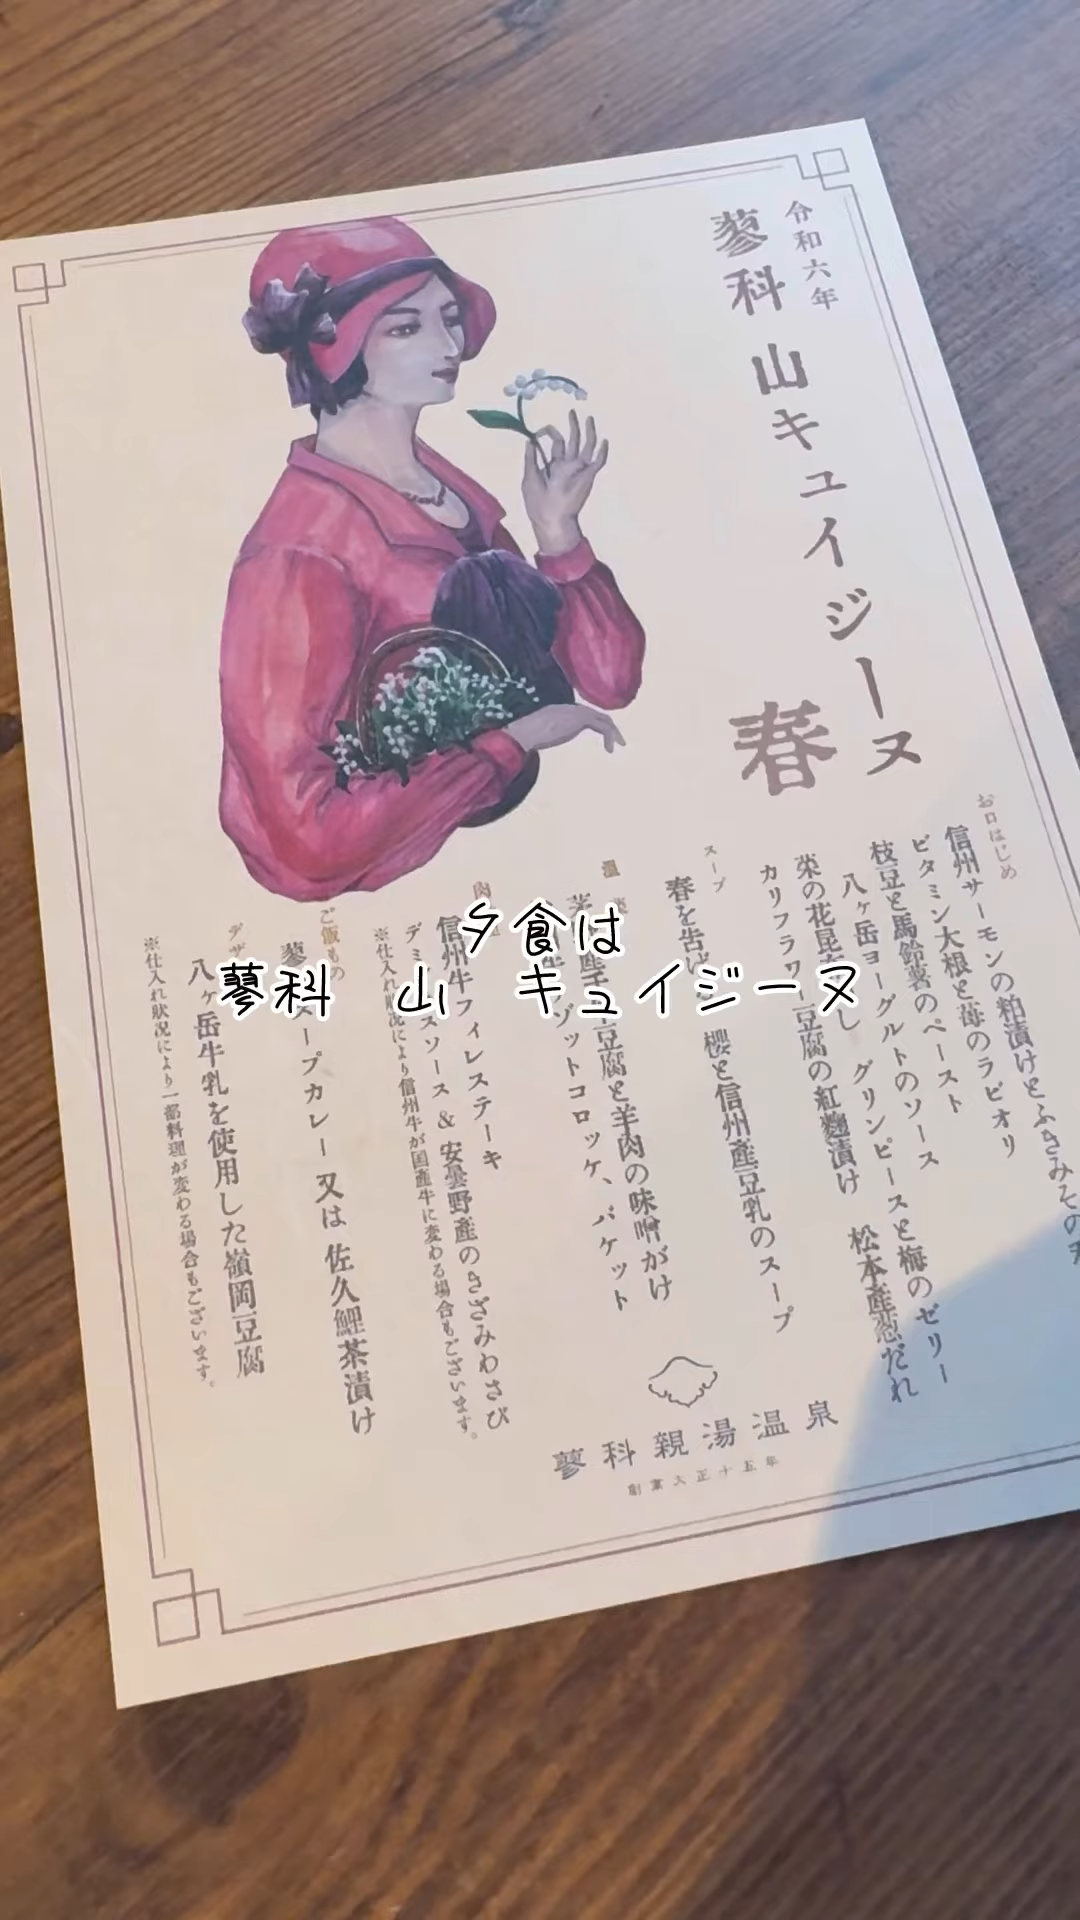 令和六年
蓼科 山キュイジーヌ
春
お口はじめ
信州サーモンの粕漬けとふきみその
ビタミン大根と苺のラビオリ
枝豆と馬鈴薯のペースト
八ヶ岳ヨーグルトのソース グリンピースと梅のゼリー
菜の花昆布 し 松本産葱だれ
カリフラワー豆腐の紅麹漬け
スープ
春を告げる 櫻と信州産豆乳のスープ
温 菜
豆腐と羊肉の味噌がけ
ゾットコロッケ、バケット
肉
信州牛フィレステーキ
デミ スソース & 安曇野産のきざみわさび
※仕入れ状況により信州牛が国産牛に変わる場合もございます。
ご飯もの
蓼 スープカレー 又は 佐久鯉茶漬け
デザ
八ヶ岳牛乳を使用した嶺岡豆腐
※仕入れ状況により一部料理が変わる場合もございます。
夕食は
蓼科 山 キュイジーヌ
蓼科親湯温泉
創業大正十五年